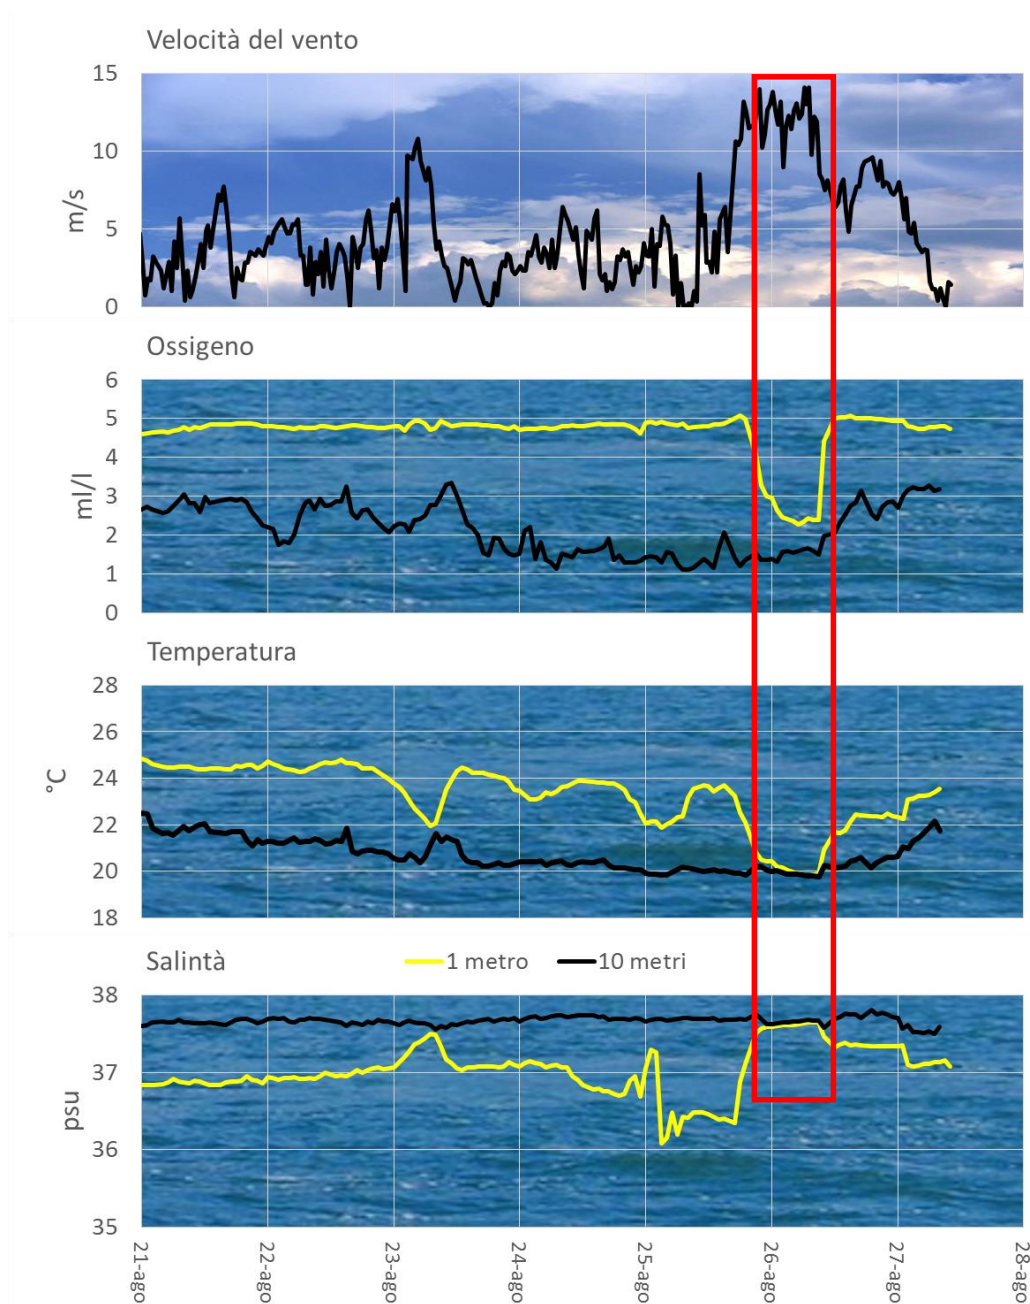 Velocità del vento
15
10
5
0
m/s
Ossigeno
6
5
4
3
2
1
0
ml/l
Temperatura
28
26
24
22
20
18
°C
Salintà
1 metro
10 metri
38
37
36
35
psu
21-ago
22-ago
23-ago
24-ago
25-ago
26-ago
27-ago
28-ago